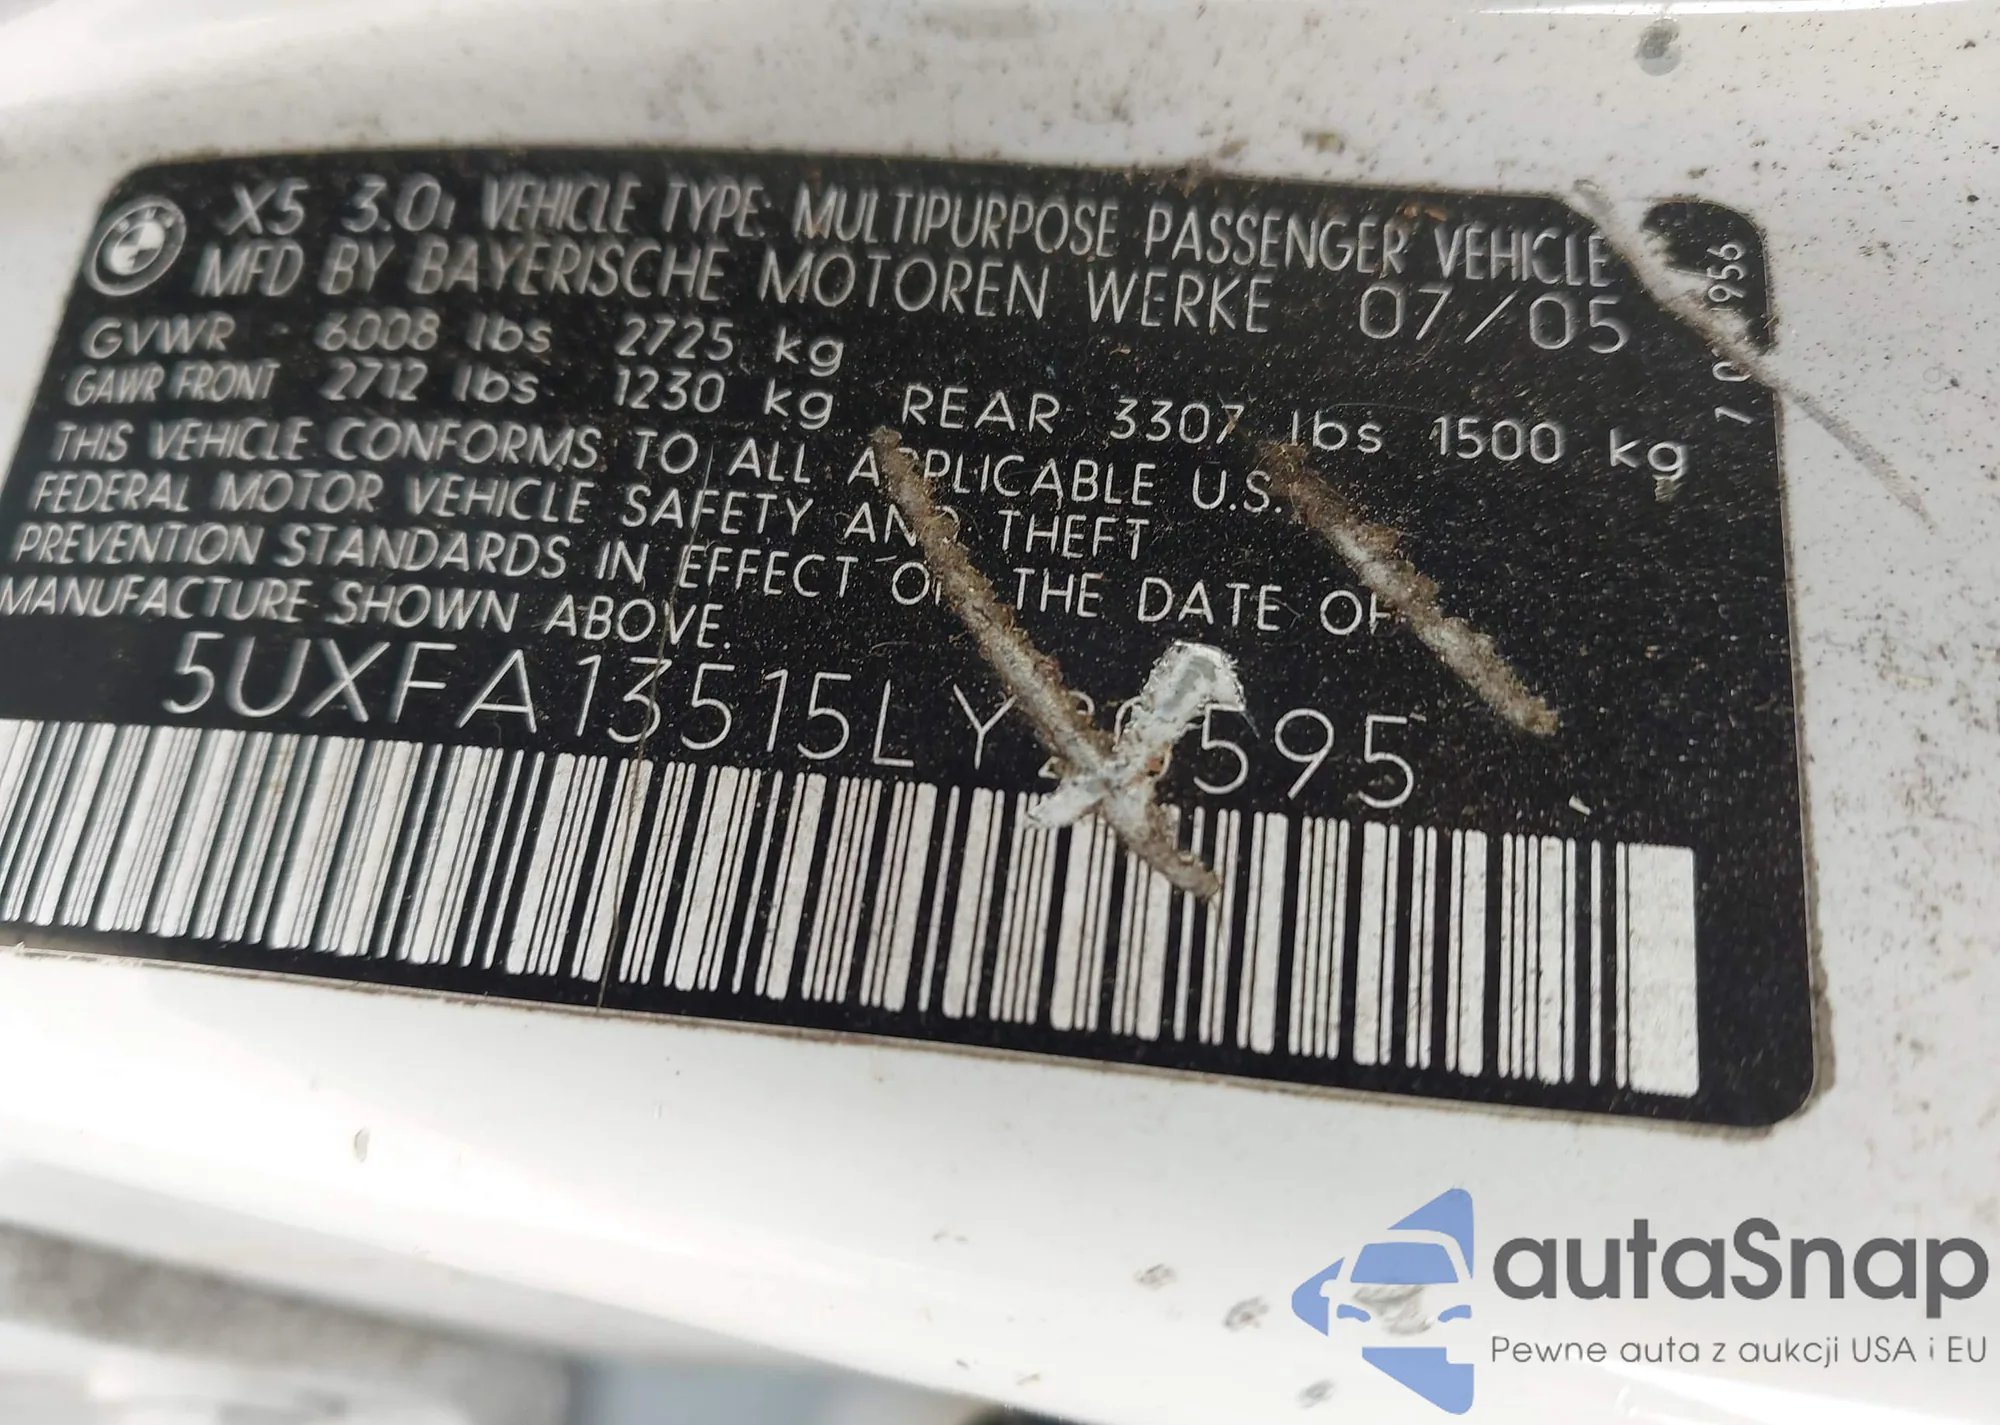 X5 3.0i VEHICLE TYPE: MULTIPURPOSE PASSENGER VEHICLE
MFD BY BAYERISCHE MOTOREN WERKE 07/05
GVWR - 6008 lbs 2725 kg
GAWR FRONT 2712 lbs 1230 kg REAR 3307 lbs 1500 kg
THIS VEHICLE CONFORMS TO ALL APPLICABLE U.S.
FEDERAL MOTOR VEHICLE SAFETY AND THEFT
PREVENTION STANDARDS IN EFFECT ON THE DATE OF
MANUFACTURE SHOWN ABOVE.
autaSnap
Pewne auta z aukcji USA i EU